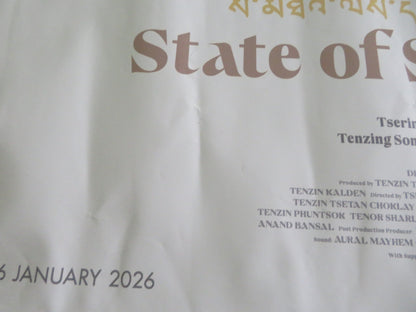 State of S
Tserin
Tenzing Son
Produced by TENZIN T
TENZIN KALDEN Directed by TS
TENZIN TSETAN CHOKLAY
TENZIN PHUNTSOK TENOR SHARL
ANAND BANSAL Post Production Producer
Sound AURAL MAYHEM
With Supp
6 JANUARY 2026